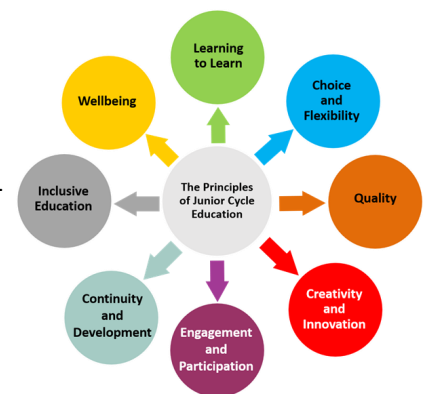 Learning
to Learn
Choice
and
Flexibility
Quality
Creativity
and
Innovation
Engagement
and
Participation
Continuity
and
Development
Inclusive
Education
Wellbeing
The Principles
of Junior Cycle
Education